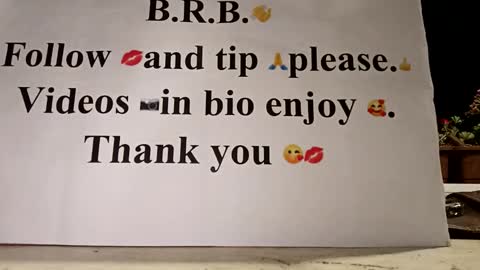 B.R.B.👋
Follow 💋and tip 🙏please.👍
Videos 📷in bio enjoy 🥰.
Thank you 😘💋